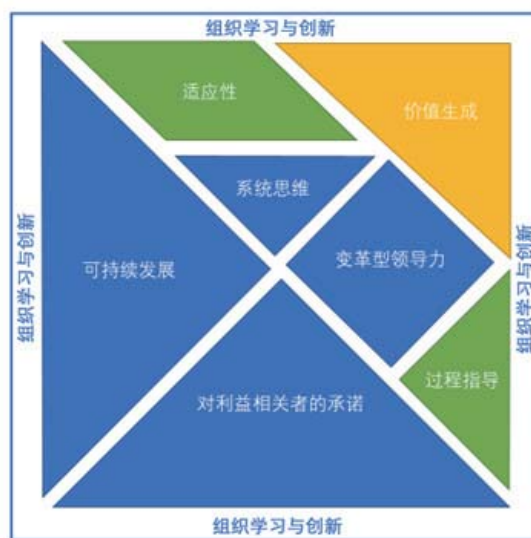 组织学习与创新
适应性
价值生成
系统思维
组织学习与创新
可持续发展
变革型领导力
组织学习与创新
过程指导
对利益相关者的承诺
组织学习与创新